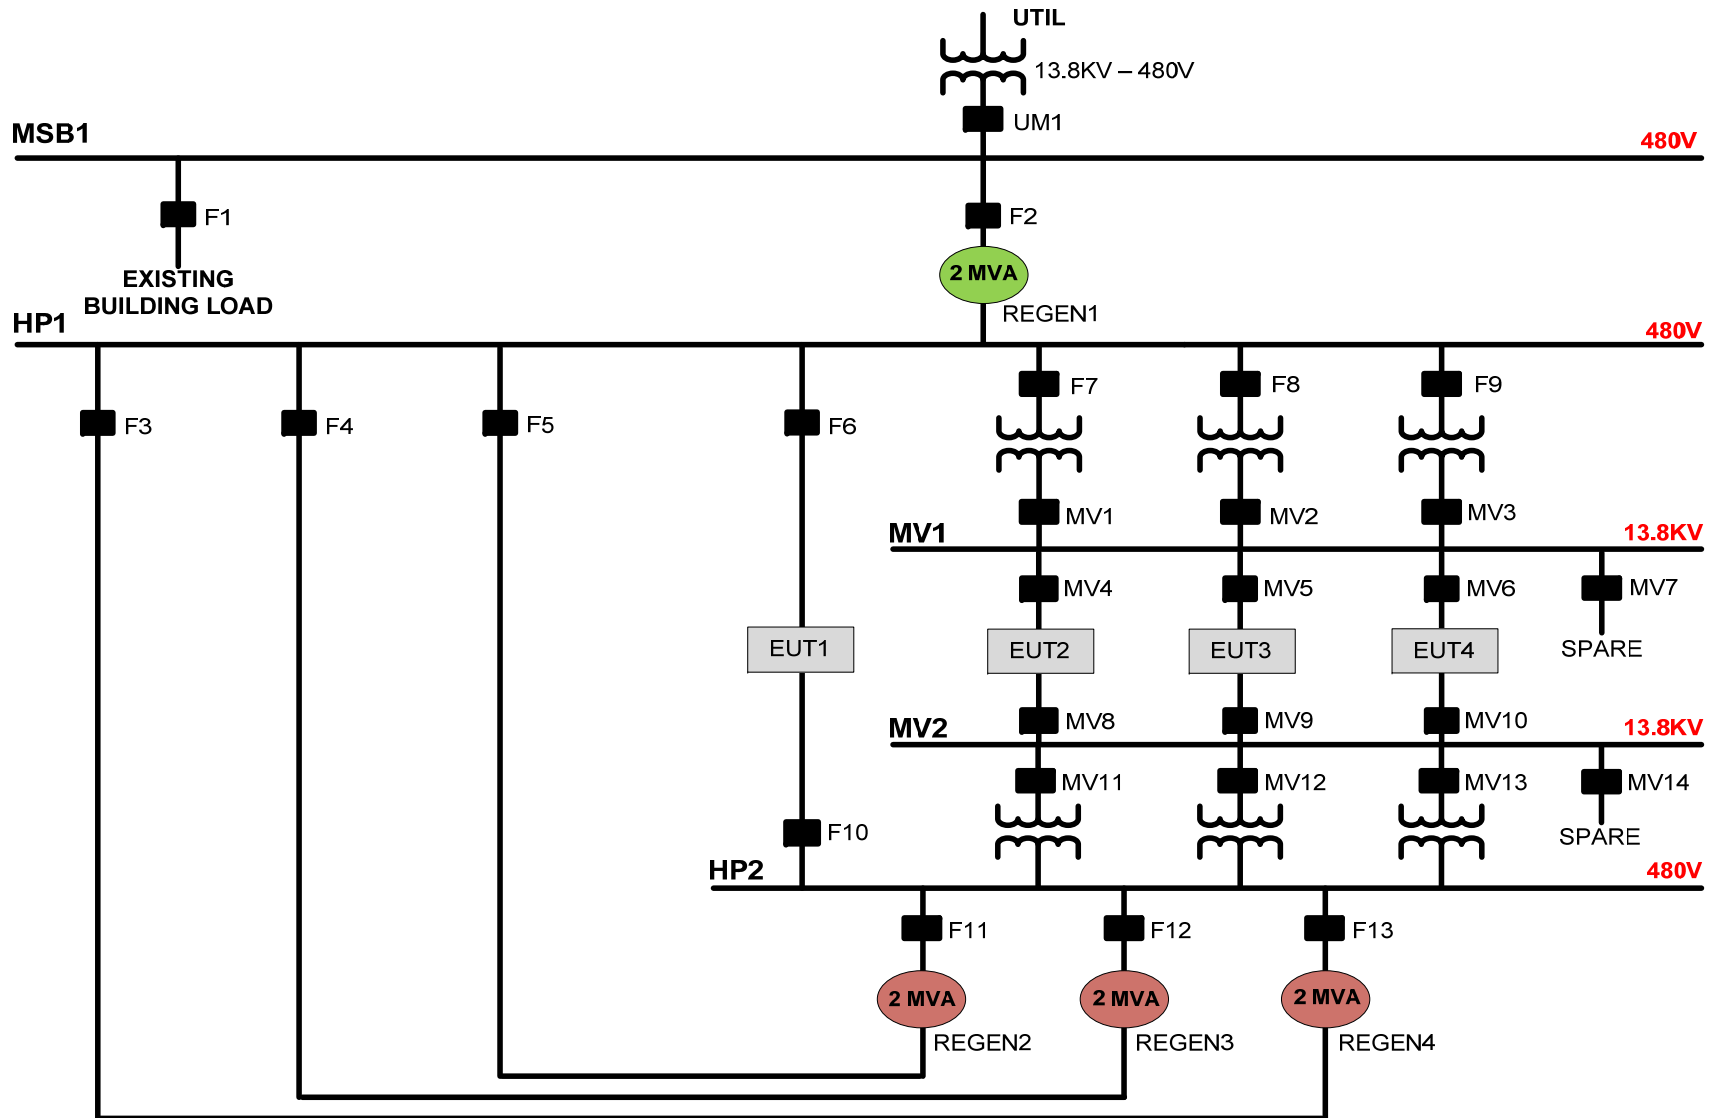 UTIL
13.8KV – 480V
UM1
MSB1
480V
F1
F2
EXISTING
BUILDING LOAD
2 MVA
REGEN1
HP1
480V
F3
F4
F5
F6
F7
F8
F9
MV1
MV2
MV3
MV1
13.8KV
MV4
MV5
MV6
MV7
EUT1
EUT2
EUT3
EUT4
SPARE
MV8
MV9
MV10
MV2
13.8KV
MV11
MV12
MV13
MV14
F10
SPARE
HP2
480V
F11
F12
F13
2 MVA
2 MVA
2 MVA
REGEN2
REGEN3
REGEN4